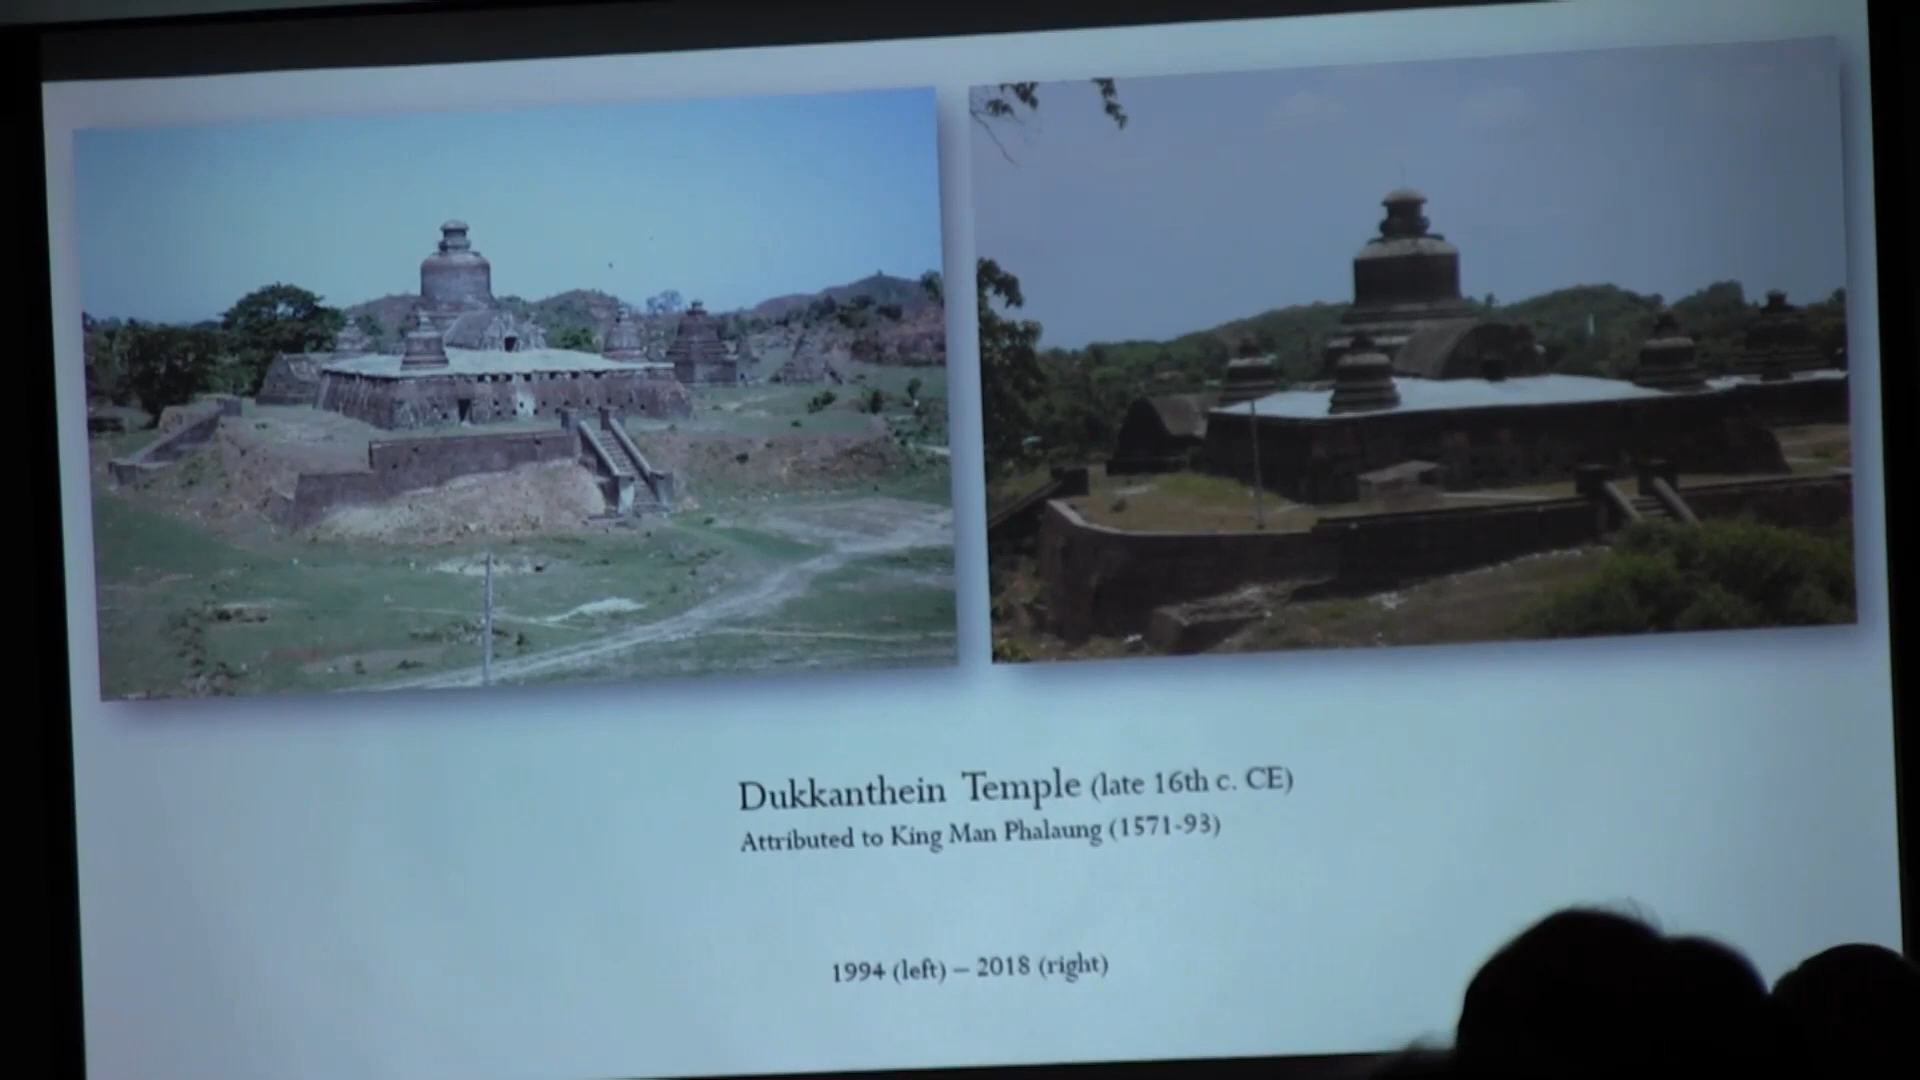 Dukkanthein Temple (late 16th c. CE)
Attributed to King Man Phalaung (1571-93)
1994 (left) – 2018 (right)